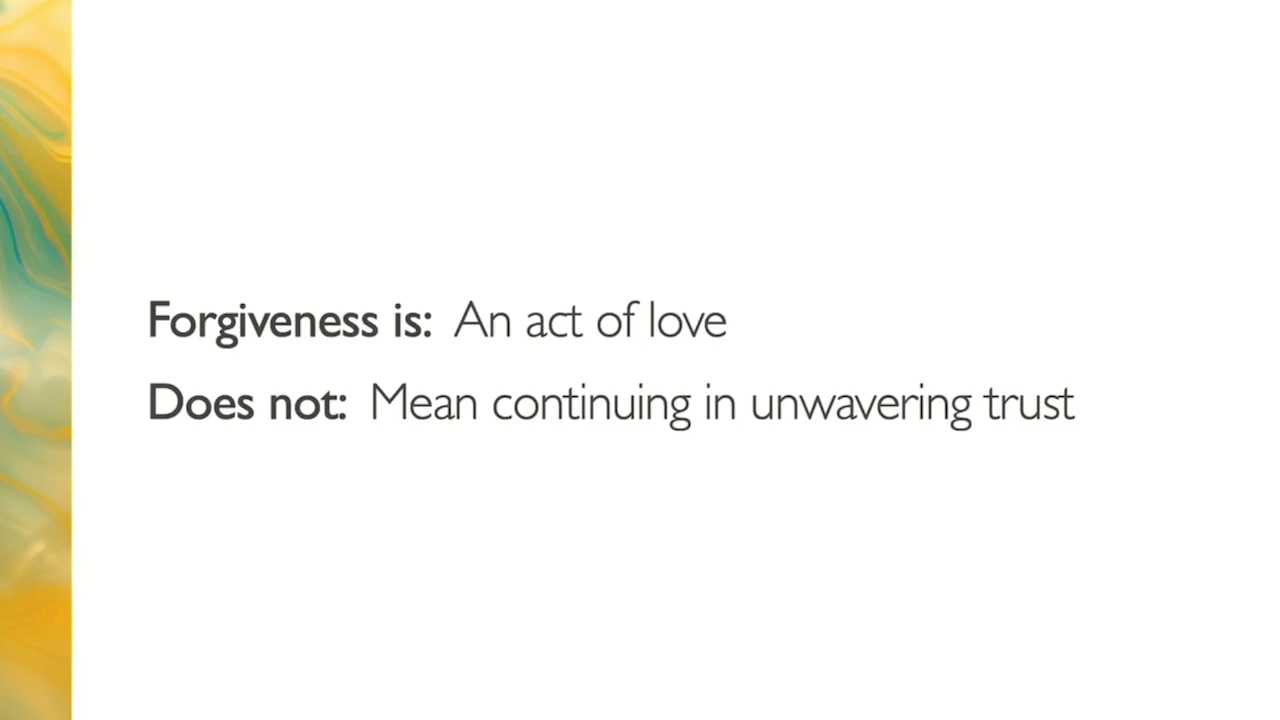 Forgiveness is: An act of love
Does not: Mean continuing in unwavering trust